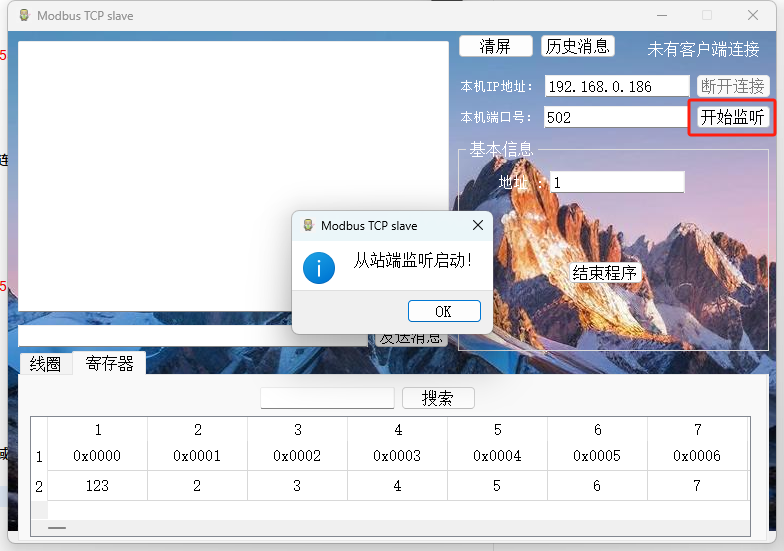 Modbus TCP slave
清屏 历史消息 未有客户端连接
本机IP地址: 192.168.0.186 断开连接
本机端口号: 502 开始监听
基本信息
地址 : 1
Modbus TCP slave
从站端监听启动!
OK
结束程序
发送消息
线圈 寄存器
搜索
1 2 3 4 5 6 7
1 0x0000 0x0001 0x0002 0x0003 0x0004 0x0005 0x0006
2 123 2 3 4 5 6 7